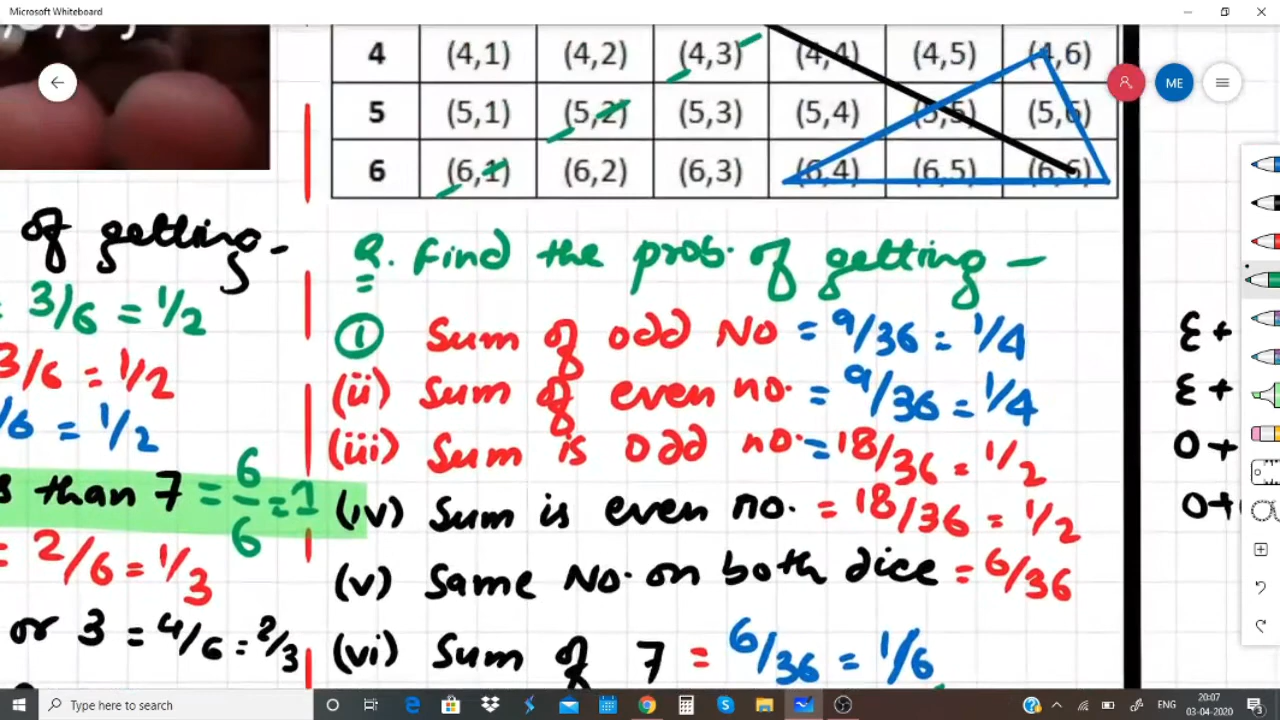 Microsoft Whiteboard
4 (4,1) (4,2) (4,3) (4,4) (4,5) (4,6)
5 (5,1) (5,2) (5,3) (5,4) (5,5) (5,6)
6 (6,1) (6,2) (6,3) (6,4) (6,5) (6,6)
ME
of getting -
= 3/6 = 1/2
3/6 = 1/2
/6 = 1/2
s than 7 = 6/6 = 1
= 2/6 = 1/3
or 3 = 4/6 = 2/3
Q. Find the prob. of getting —
① Sum of odd No = 9/36 = 1/4
(ii) Sum of even no. = 9/36 = 1/4
(iii) Sum is odd no. = 18/36 = 1/2
(iv) Sum is even no. = 18/36 = 1/2
(v) Same No. on both dice = 6/36
(vi) Sum of 7 = 6/36 = 1/6
ε +
ε +
0 +
0+
Type here to search
ENG
20:07
03-04-2020